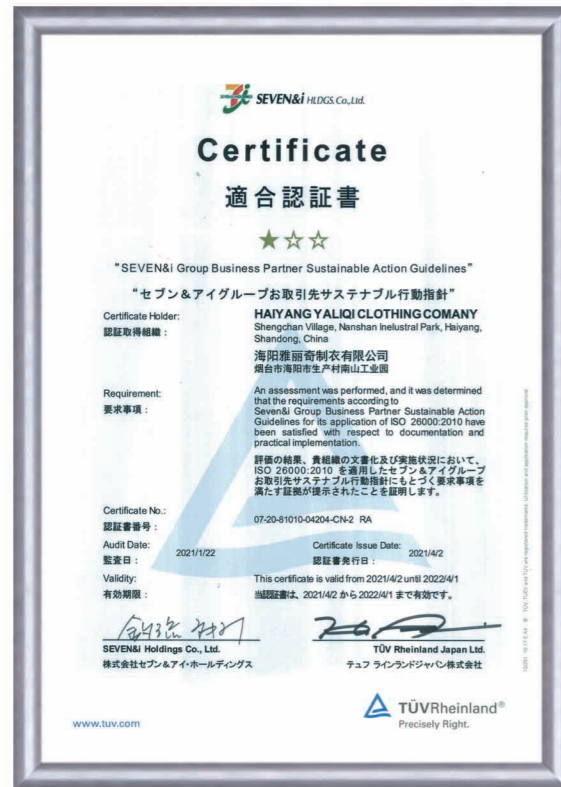 SEVEN&i HLDGS. Co., Ltd.
Certificate
適合認証書
★☆☆
“SEVEN&i Group Business Partner Sustainable Action Guidelines”
“セブン&アイグループお取引先サステナブル行動指針”
Certificate Holder:
認証取得組織：
HAIYANG YALIQI CLOTHING COMANY
Shengchan Village, Nanshan Inelustral Park, Haiyang,
Shandong, China
海阳雅丽奇制衣有限公司
烟台市海阳市生产村南山工业园
Requirement:
要求事項：
An assessment was performed, and it was determined
that the requirements according to
Seven&i Group Business Partner Sustainable Action
Guidelines for its application of ISO 26000:2010 have
been satisfied with respect to documentation and
practical implementation.
評価の結果、貴組織の文書化及び実施状況において、
ISO 26000:2010 を適用したセブン&アイグループ
お取引先サステナブル行動指針にもとづく要求事項を
満たす証拠が提示されたことを証明します。
Certificate No.:
認証書番号：
07-20-81010-04204-CN-2 RA
Audit Date:
監査日：
2021/1/22
Certificate Issue Date:
認証書発行日：
2021/4/2
Validity:
有効期限：
This certificate is valid from 2021/4/2 until 2022/4/1
当認証書は、2021/4/2 から 2022/4/1 まで有効です。
SEVEN&i Holdings Co., Ltd.
株式会社セブン&アイ・ホールディングス
TÜV Rheinland Japan Ltd.
テュフ ラインランドジャパン株式会社
www.tuv.com
TÜVRheinland®
Precisely Right.
TÜV, TUEV and TUV are registered trademarks. Utilisation and application requires prior approval.